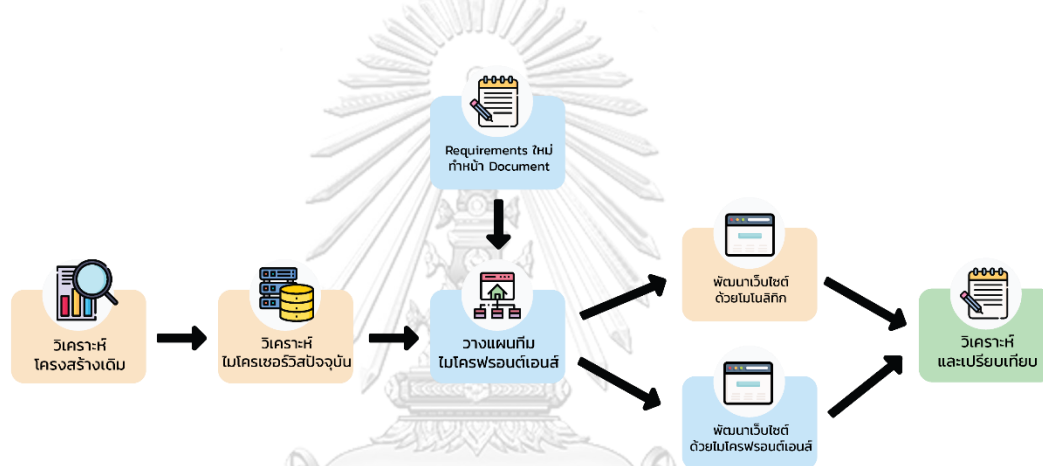 Requirements ใหม่
ทำหน้า Document
วิเคราะห์
โครงสร้างเดิม
วิเคราะห์
ไมโครเซอร์วิสปัจจุบัน
วางแผนทีม
ไมโครฟรอนต์เอนส์
พัฒนาเว็บไซต์
ด้วยโมโนลิทิก
พัฒนาเว็บไซต์
ด้วยไมโครฟรอนต์เอนส์
วิเคราะห์
และเปรียบเทียบ